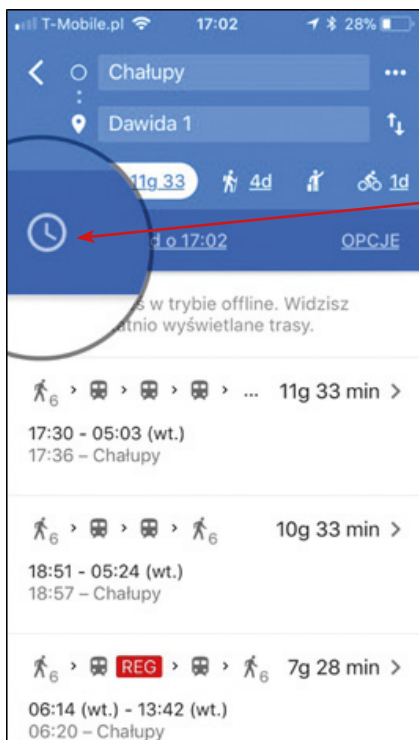 T-Mobile.pl 17:02 28%
Chałupy
Dawida 1
11g 33 4d 1d
d o 17:02 OPCJE
s w trybie offline. Widzisz
atnio wyświetlane trasy.
6 > > > > ... 11g 33 min >
17:30 - 05:03 (wt.)
17:36 – Chałupy
6 > > > 6 10g 33 min >
18:51 - 05:24 (wt.)
18:57 – Chałupy
6 > REG > > 6 7g 28 min >
06:14 (wt.) - 13:42 (wt.)
06:20 – Chałupy